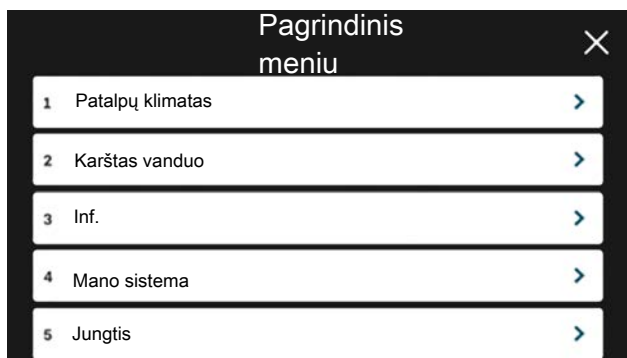 Pagrindinis
meniu
1 Patalpų klimatas
2 Karštas vanduo
3 Inf.
4 Mano sistema
5 Jungtis